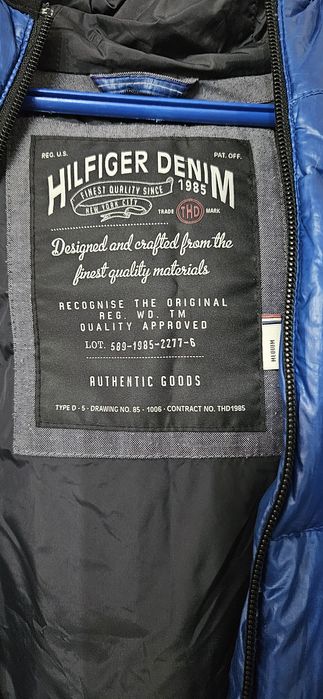 REG. U.S. PAT. OFF.
HILFIGER DENIM
FINEST QUALITY SINCE 1985
NEW YORK CITY
TRADE THD MARK
Designed and crafted from the
finest quality materials
RECOGNISE THE ORIGINAL
REG. WD. TM
QUALITY APPROVED
LOT. 589-1985-2277-6
AUTHENTIC GOODS
TYPE D - 5 - DRAWING NO. 85 - 1006 - CONTRACT NO. THD1985
MEDIUM